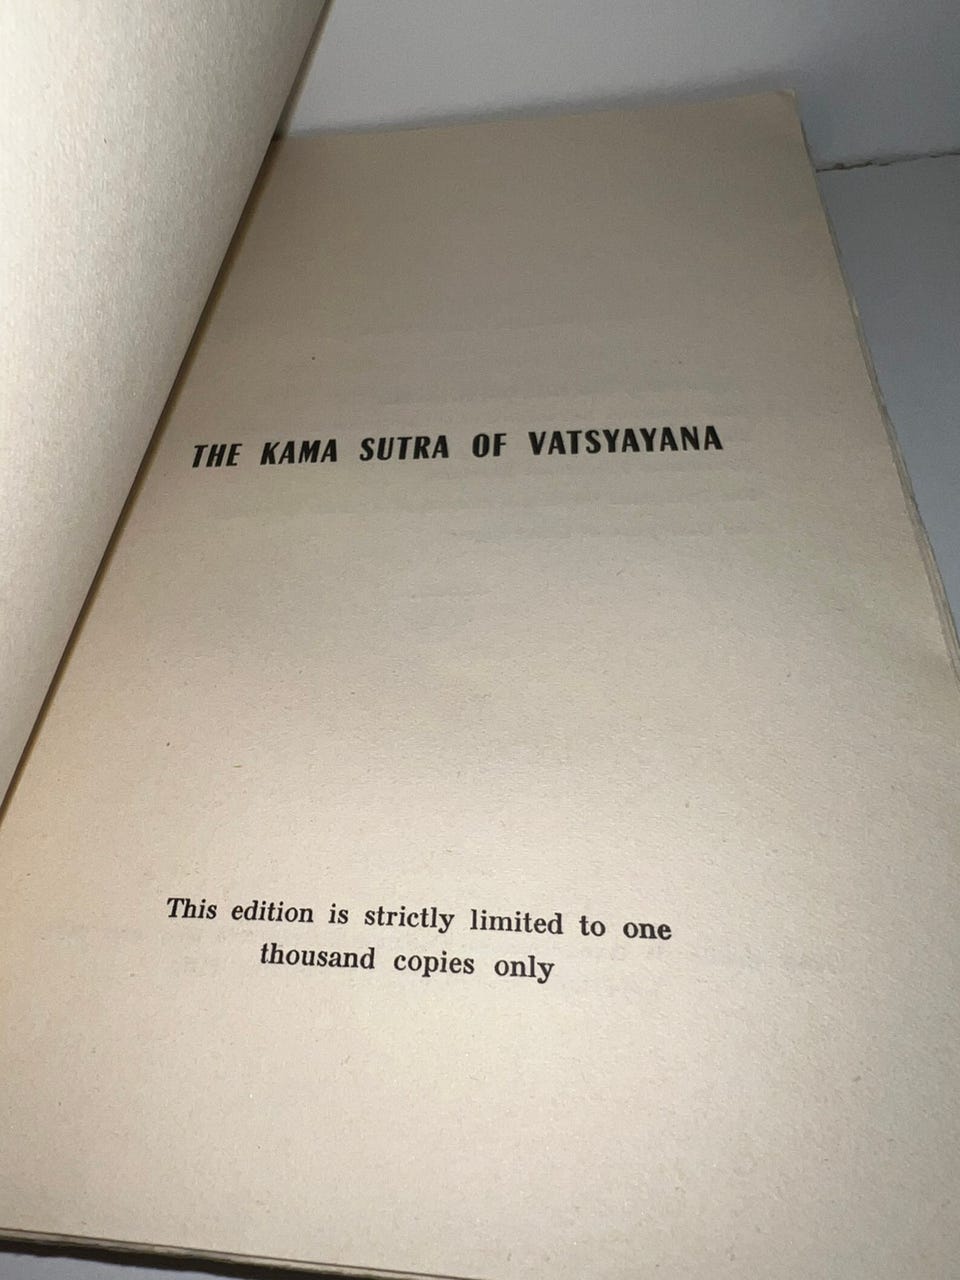 THE KAMA SUTRA OF VATSYAYANA
This edition is strictly limited to one
thousand copies only